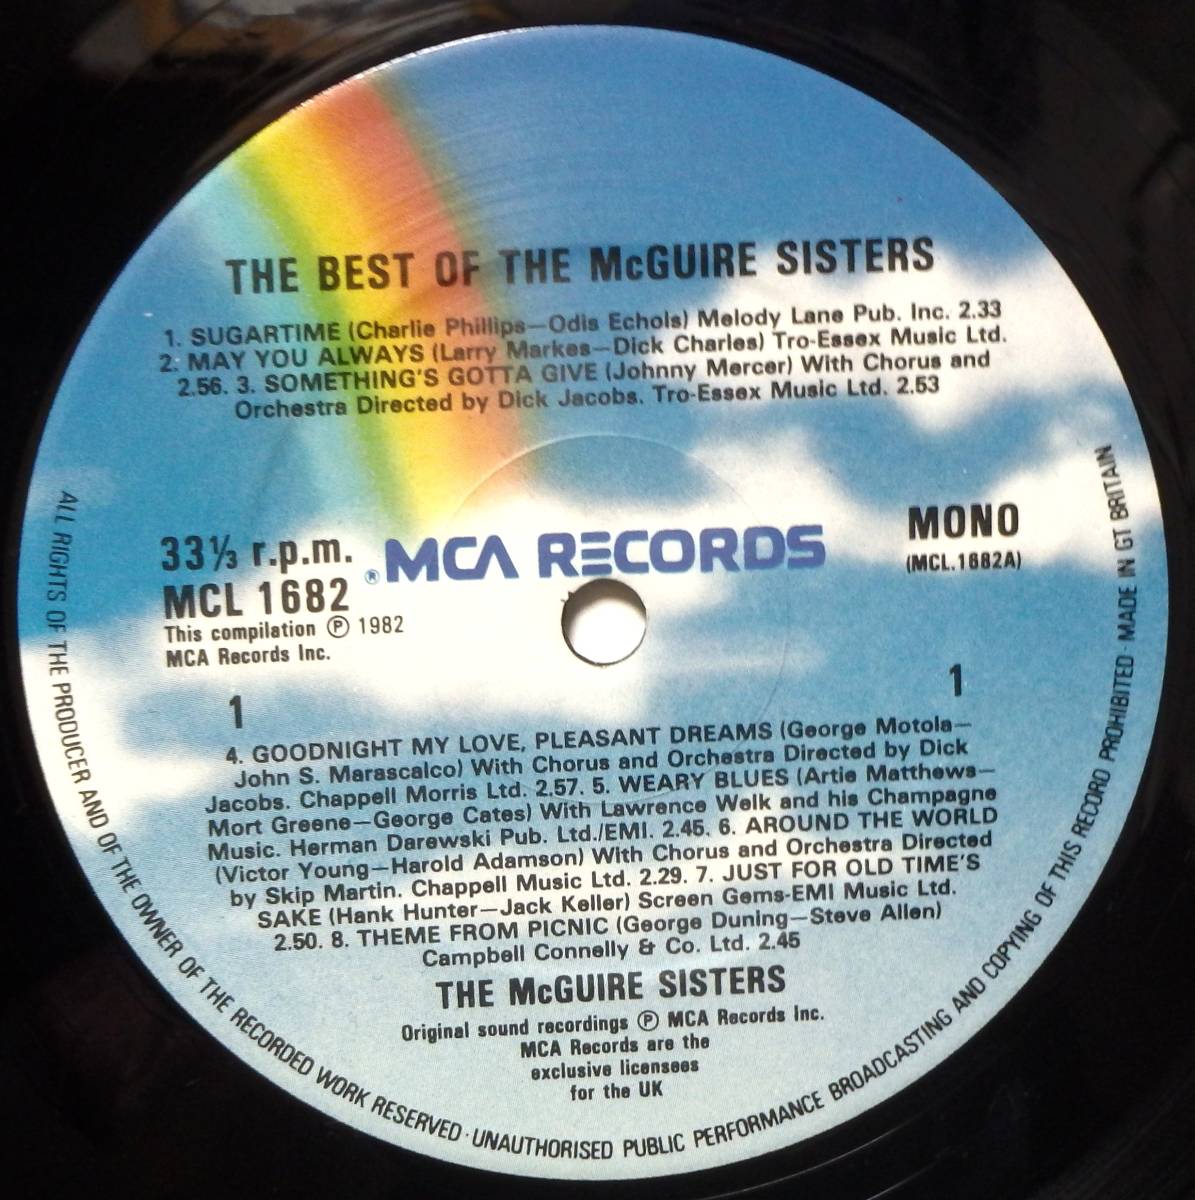 THE BEST OF THE McGUIRE SISTERS
1. SUGARTIME (Charlie Phillips—Odis Echols) Melody Lane Pub. Inc. 2.33
2. MAY YOU ALWAYS (Larry Markes—Dick Charles) Tro-Essex Music Ltd.
2.56. 3. SOMETHING'S GOTTA GIVE (Johnny Mercer) With Chorus and
Orchestra Directed by Dick Jacobs. Tro-Essex Music Ltd. 2.53
33⅓ r.p.m.
MCL 1682
This compilation Ⓟ 1982
MCA Records Inc.
® MCA RECORDS
MONO
(MCL.1682A)
1
1
4. GOODNIGHT MY LOVE, PLEASANT DREAMS (George Motola—
John S. Marascalco) With Chorus and Orchestra Directed by Dick
Jacobs. Chappell Morris Ltd. 2.57. 5. WEARY BLUES (Artie Matthews—
Mort Greene—George Cates) With Lawrence Welk and his Champagne
Music. Herman Darewski Pub. Ltd./EMI. 2.45. 6. AROUND THE WORLD
(Victor Young—Harold Adamson) With Chorus and Orchestra Directed
by Skip Martin. Chappell Music Ltd. 2.29. 7. JUST FOR OLD TIME'S
SAKE (Hank Hunter—Jack Keller) Screen Gems-EMI Music Ltd.
2.50. 8. THEME FROM PICNIC (George Duning—Steve Allen)
Campbell Connelly & Co. Ltd. 2.45
THE McGUIRE SISTERS
Original sound recordings Ⓟ MCA Records Inc.
MCA Records are the
exclusive licensees
for the UK
ALL RIGHTS OF THE PRODUCER AND OF THE OWNER OF THE RECORDED WORK RESERVED · UNAUTHORISED PUBLIC PERFORMANCE BROADCASTING AND COPYING OF THIS RECORD PROHIBITED · MADE IN GT BRITAIN